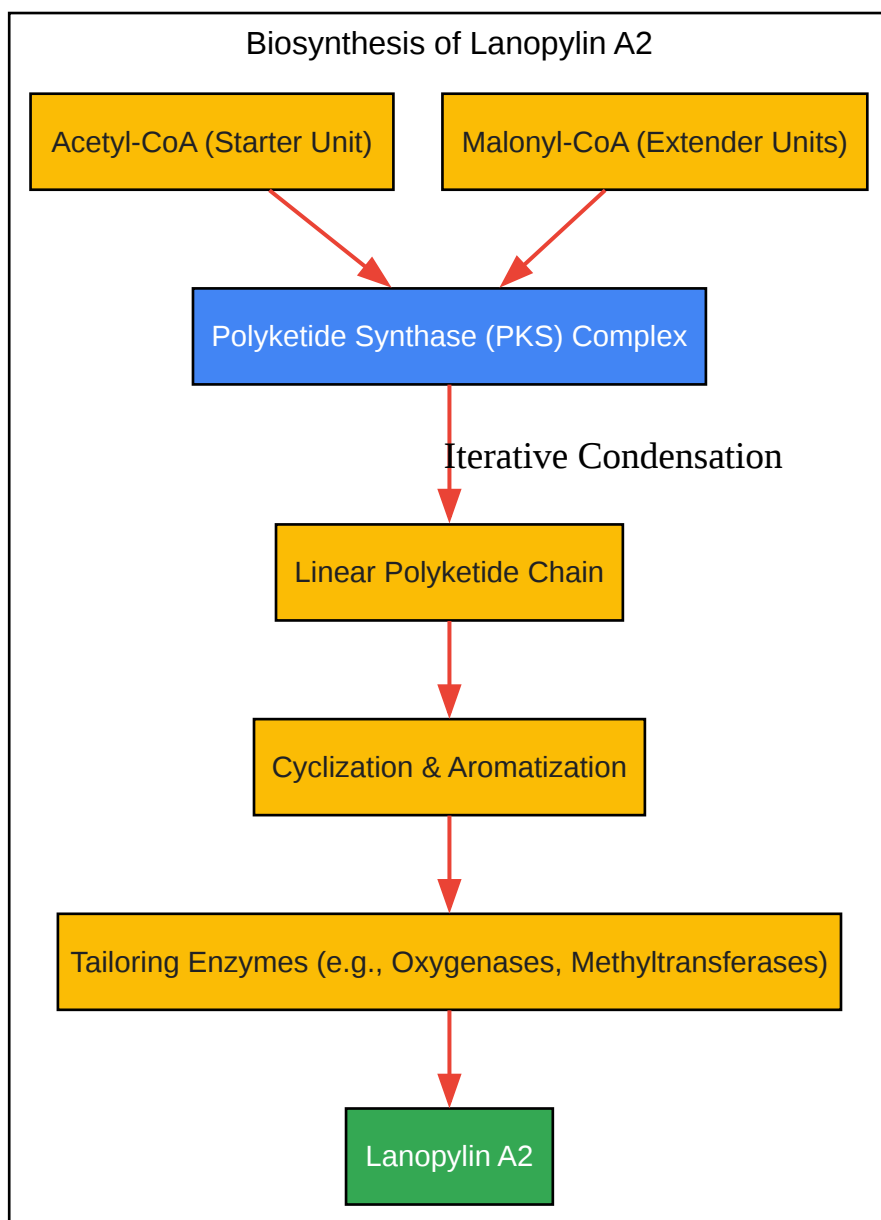 Biosynthesis of Lanopylin A2
Acetyl-CoA (Starter Unit)
Malonyl-CoA (Extender Units)
Polyketide Synthase (PKS) Complex
Iterative Condensation
Linear Polyketide Chain
Cyclization & Aromatization
Tailoring Enzymes (e.g., Oxygenases, Methyltransferases)
Lanopylin A2